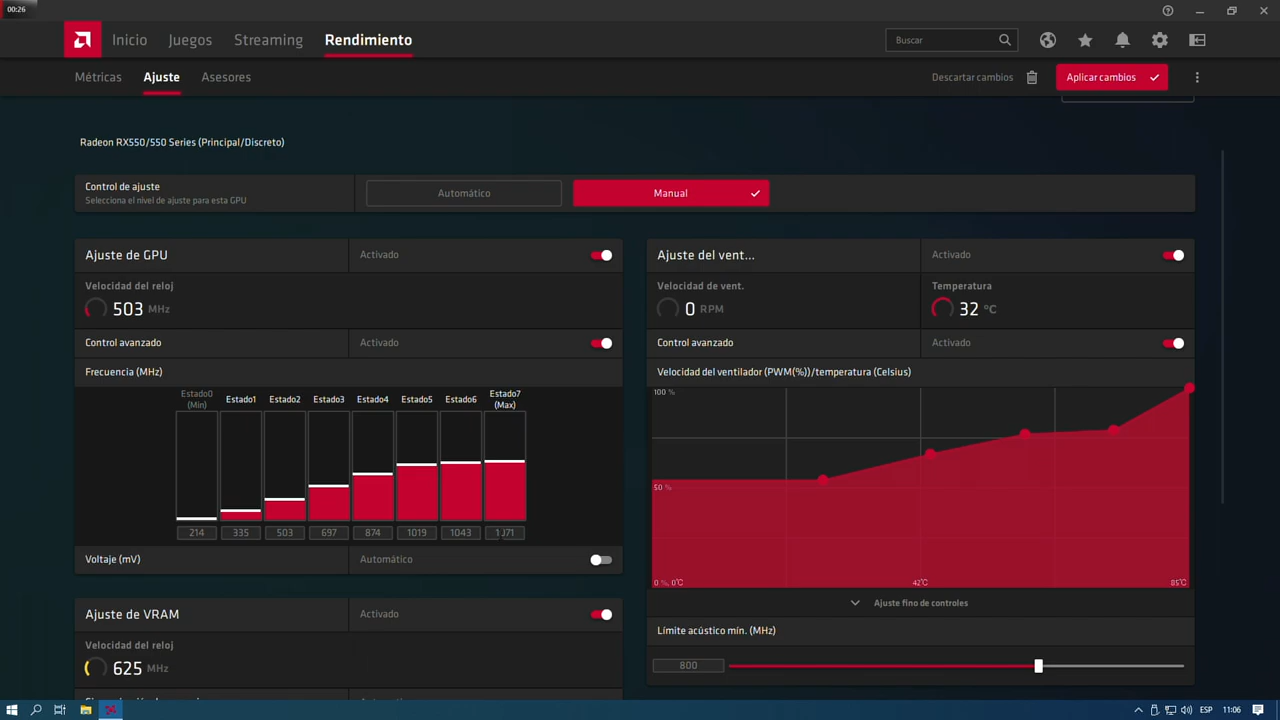 00:26
Inicio Juegos Streaming Rendimiento
Buscar
Métricas Ajuste Asesores
Descartar cambios Aplicar cambios
Radeon RX550/550 Series (Principal/Discreto)
Control de ajuste
Selecciona el nivel de ajuste para esta GPU
Automático Manual
Ajuste de GPU Activado
Velocidad del reloj
503 MHz
Control avanzado Activado
Frecuencia (MHz)
Estado0 (Min) Estado1 Estado2 Estado3 Estado4 Estado5 Estado6 Estado7 (Max)
214 335 503 697 874 1019 1043 1071
Voltaje (mV) Automático
Ajuste de VRAM Activado
Velocidad del reloj
625 MHz
Ajuste del vent... Activado
Velocidad de vent. Temperatura
0 RPM 32 °C
Control avanzado Activado
Velocidad del ventilador (PWM(%))/temperatura (Celsius)
100 %
50 %
0 %, 0°C 42°C 85°C
Ajuste fino de controles
Límite acústico mín. (MHz)
800
ESP 11:06